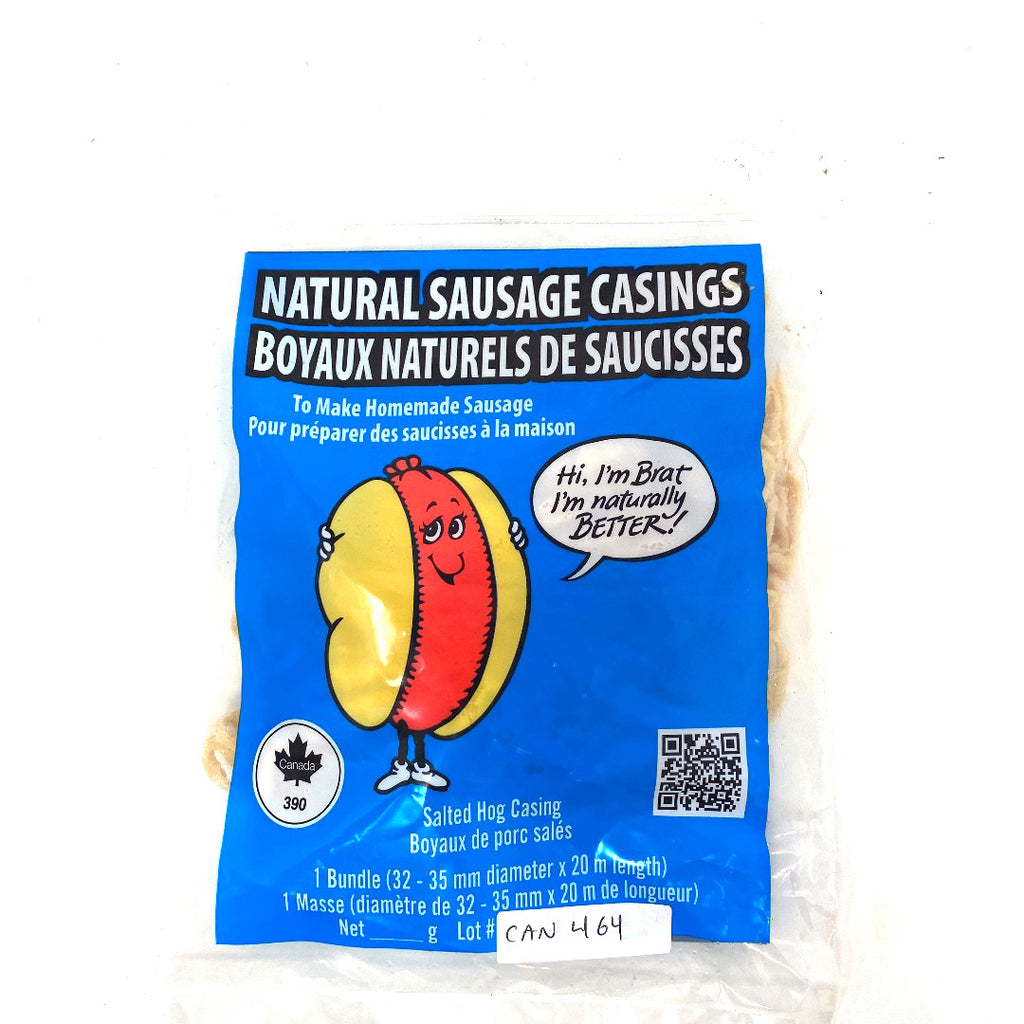 NATURAL SAUSAGE CASINGS
BOYAUX NATURELS DE SAUCISSES
To Make Homemade Sausage
Pour préparer des saucisses à la maison
Hi, I'm Brat
I'm naturally
BETTER!
Canada
390
Salted Hog Casing
Boyaux de porc salés
1 Bundle (32 - 35 mm diameter x 20 m length)
1 Masse (diamètre de 32 - 35 mm x 20 m de longueur)
Net ______ g Lot # CAN 464